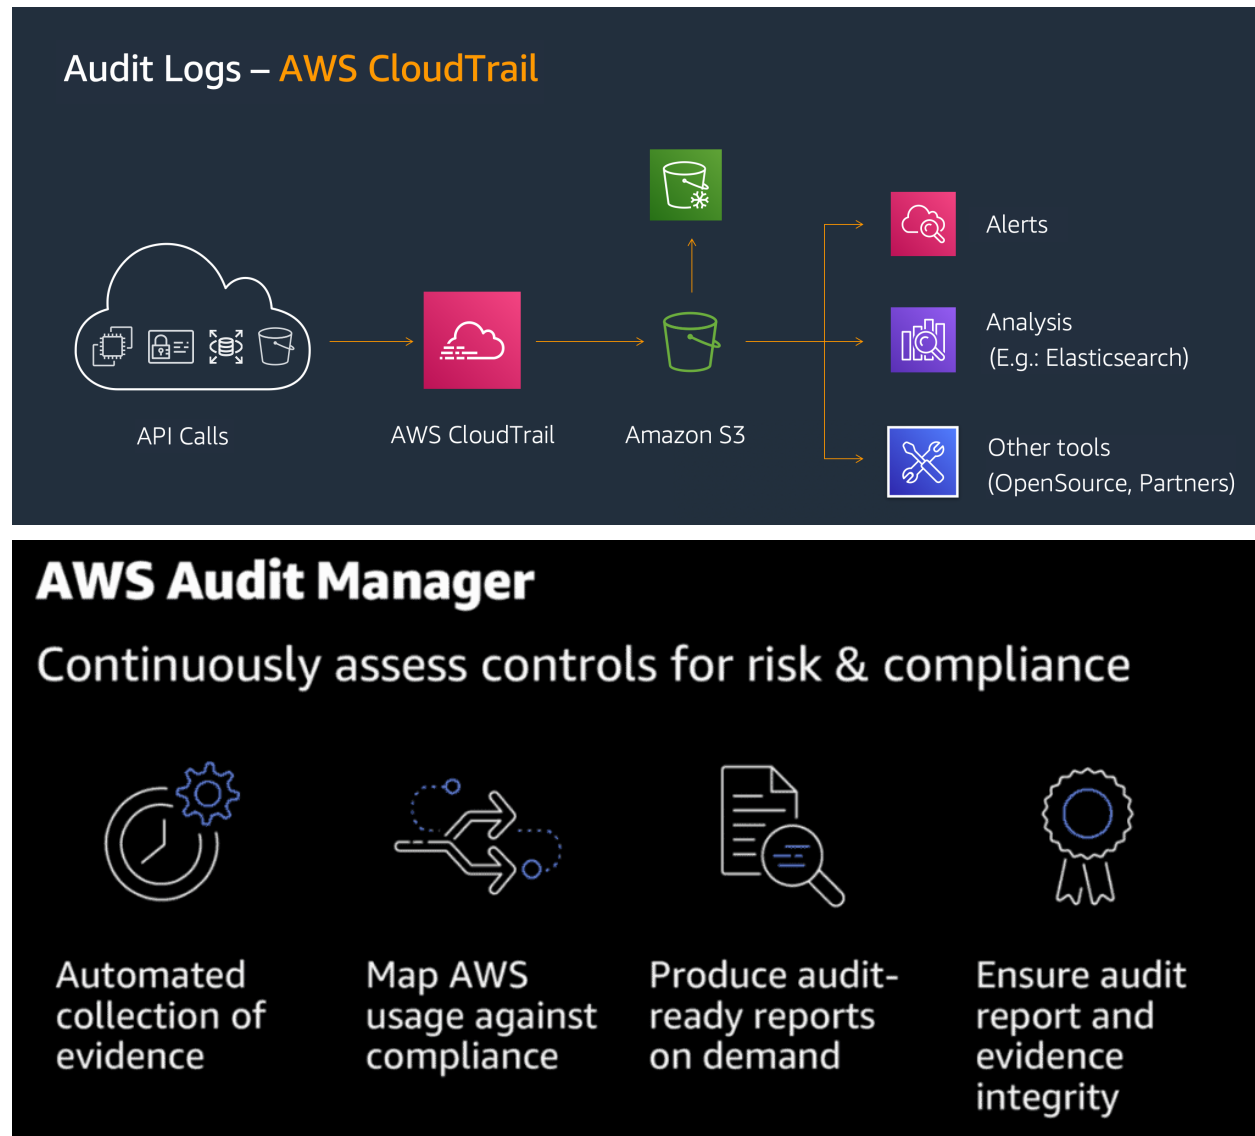 Audit Logs – AWS CloudTrail
API Calls
AWS CloudTrail
Amazon S3
Alerts
Analysis
(E.g.: Elasticsearch)
Other tools
(OpenSource, Partners)
AWS Audit Manager
Continuously assess controls for risk & compliance
Automated
collection of
evidence
Map AWS
usage against
compliance
Produce audit-
ready reports
on demand
Ensure audit
report and
evidence
integrity